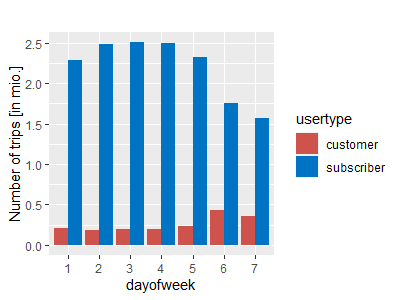 Number of trips [in mio.]
2.5
2.0
1.5
1.0
0.5
0.0
1 2 3 4 5 6 7
dayofweek
usertype
customer
subscriber